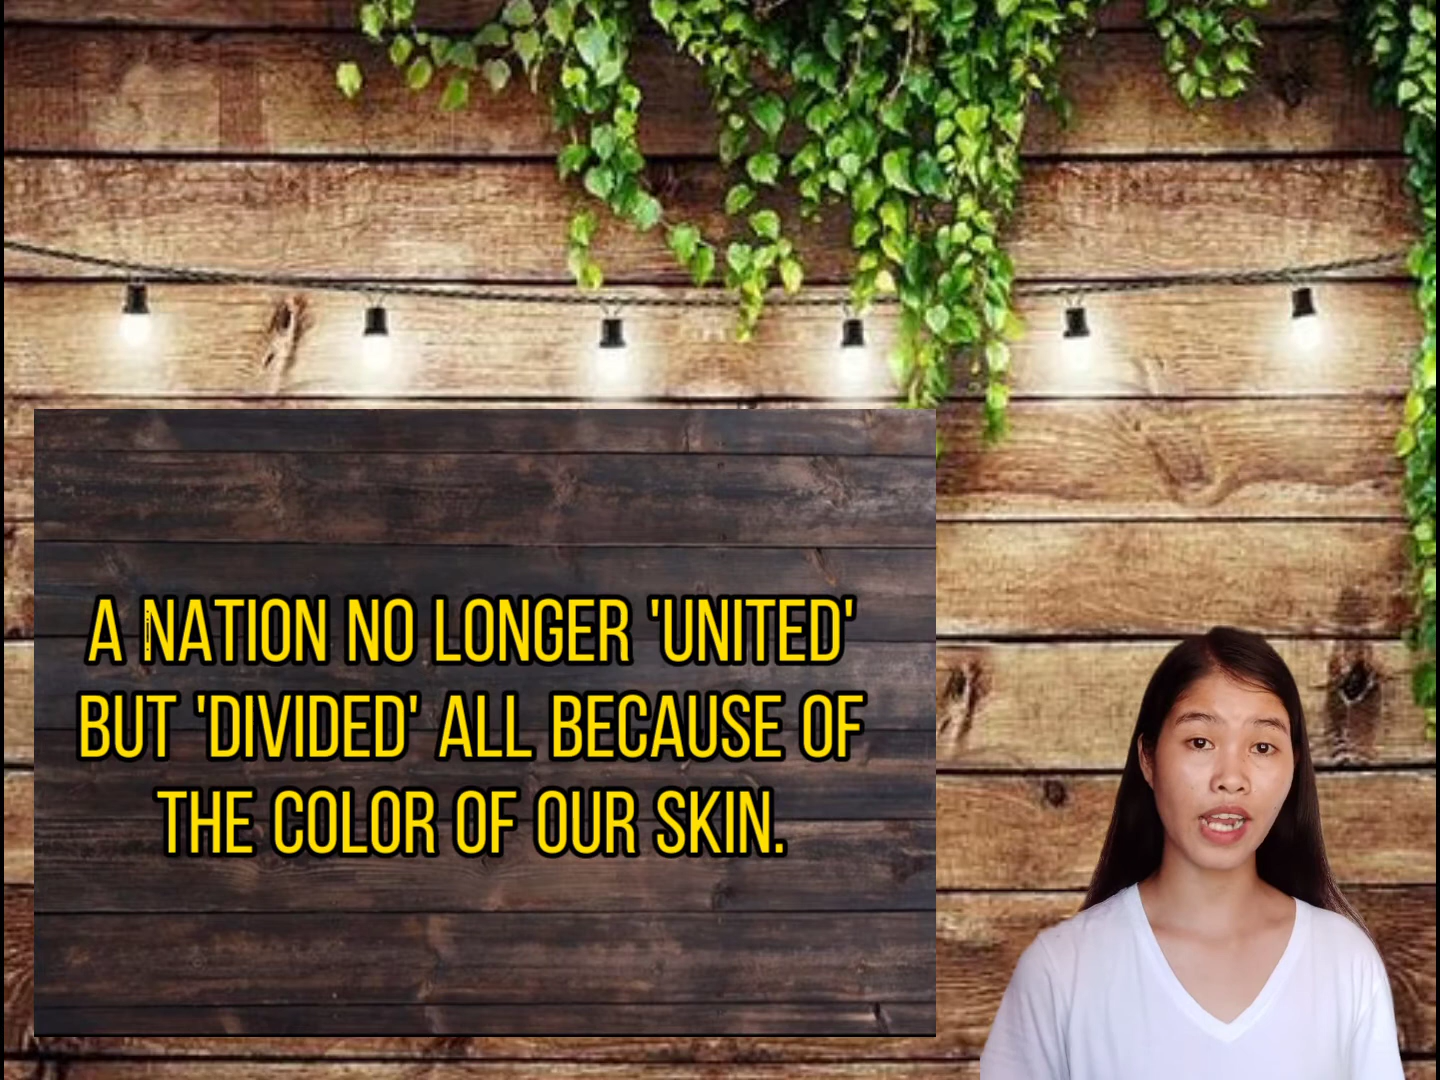 A NATION NO LONGER 'UNITED'
BUT 'DIVIDED' ALL BECAUSE OF
THE COLOR OF OUR SKIN.